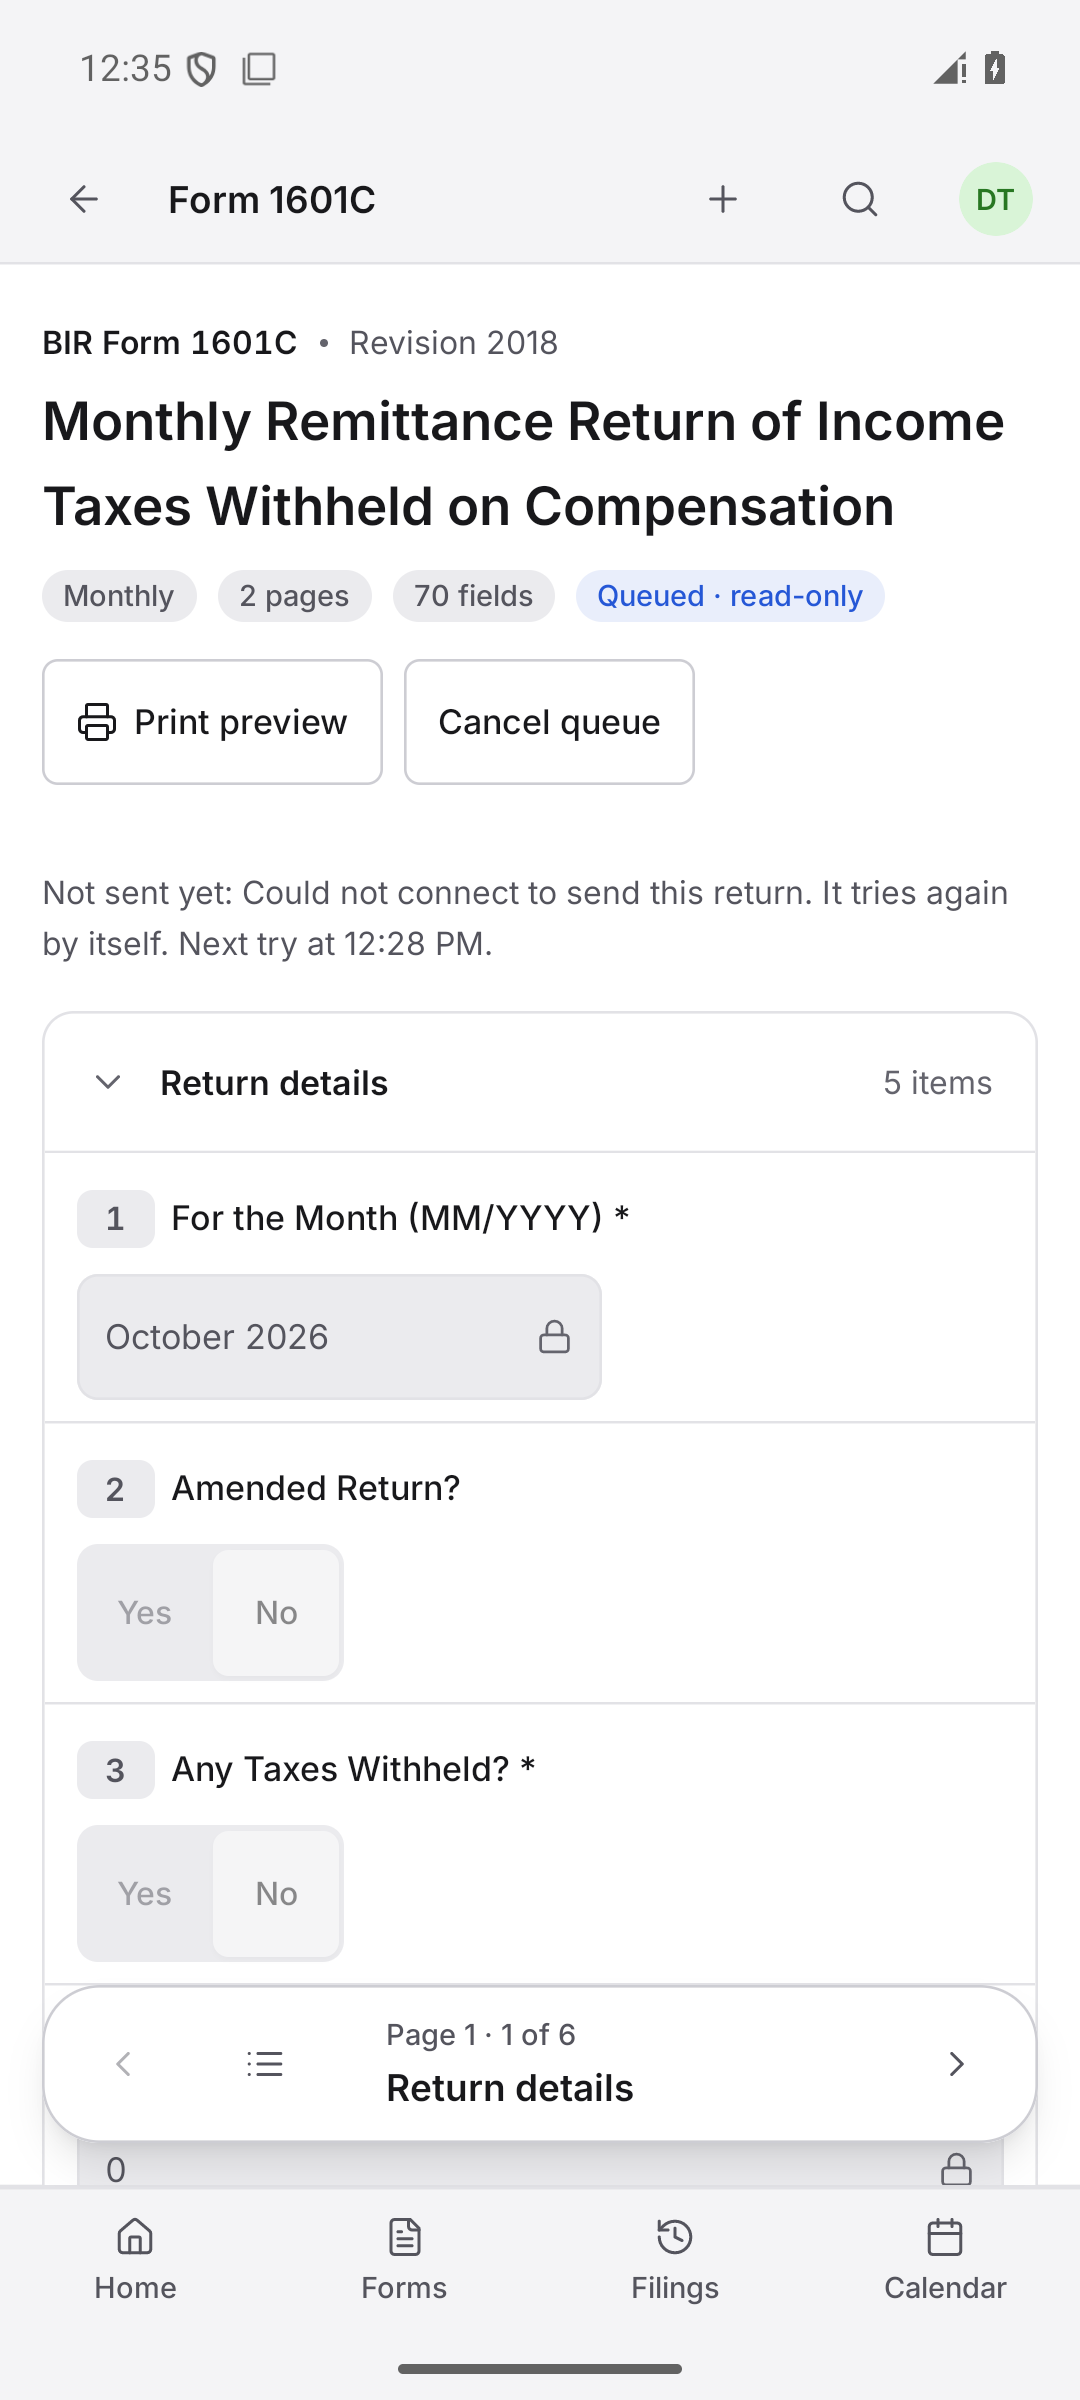 12:35
Form 1601C
DT
BIR Form 1601C • Revision 2018
Monthly Remittance Return of Income
Taxes Withheld on Compensation
Monthly
2 pages
70 fields
Queued · read-only
Print preview
Cancel queue
Not sent yet: Could not connect to send this return. It tries again
by itself. Next try at 12:28 PM.
Return details
5 items
1 For the Month (MM/YYYY) *
October 2026
2 Amended Return?
Yes
No
3 Any Taxes Withheld? *
Yes
No
Page 1 · 1 of 6
Return details
0
Home
Forms
Filings
Calendar